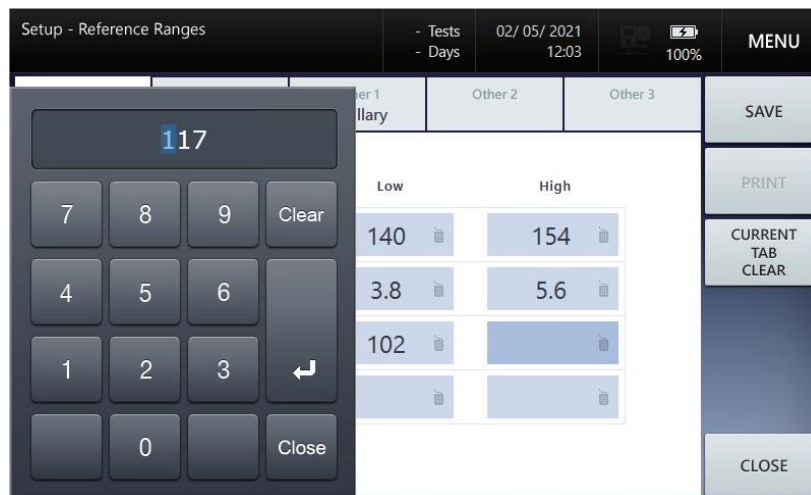 Setup - Reference Ranges
- Tests
- Days
02/ 05/ 2021
12:03
100%
MENU
er 1
llary
Other 2
Other 3
SAVE
117
Low
High
PRINT
7 8 9 Clear
140
154
CURRENT
TAB
CLEAR
4 5 6
3.8
5.6
1 2 3
102
0 Close
CLOSE